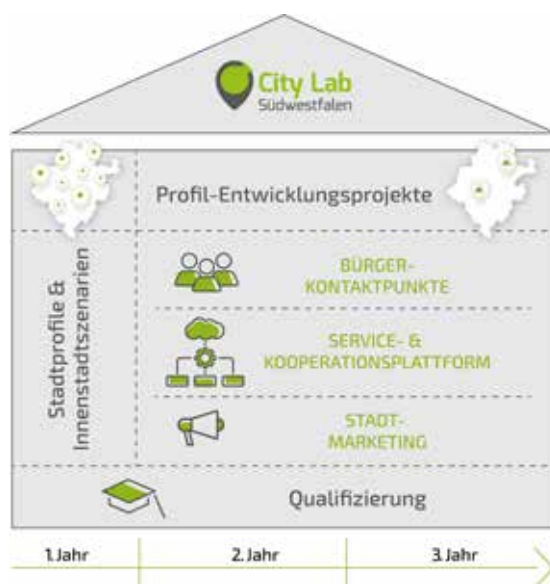 City Lab
Südwestfalen
Profil-Entwicklungsprojekte
Stadtprofile &
Innenstadtszenarien
BÜRGER-
KONTAKTPUNKTE
SERVICE- &
KOOPERATIONSPLATTFORM
STADT-
MARKETING
Qualifizierung
1. Jahr
2. Jahr
3. Jahr